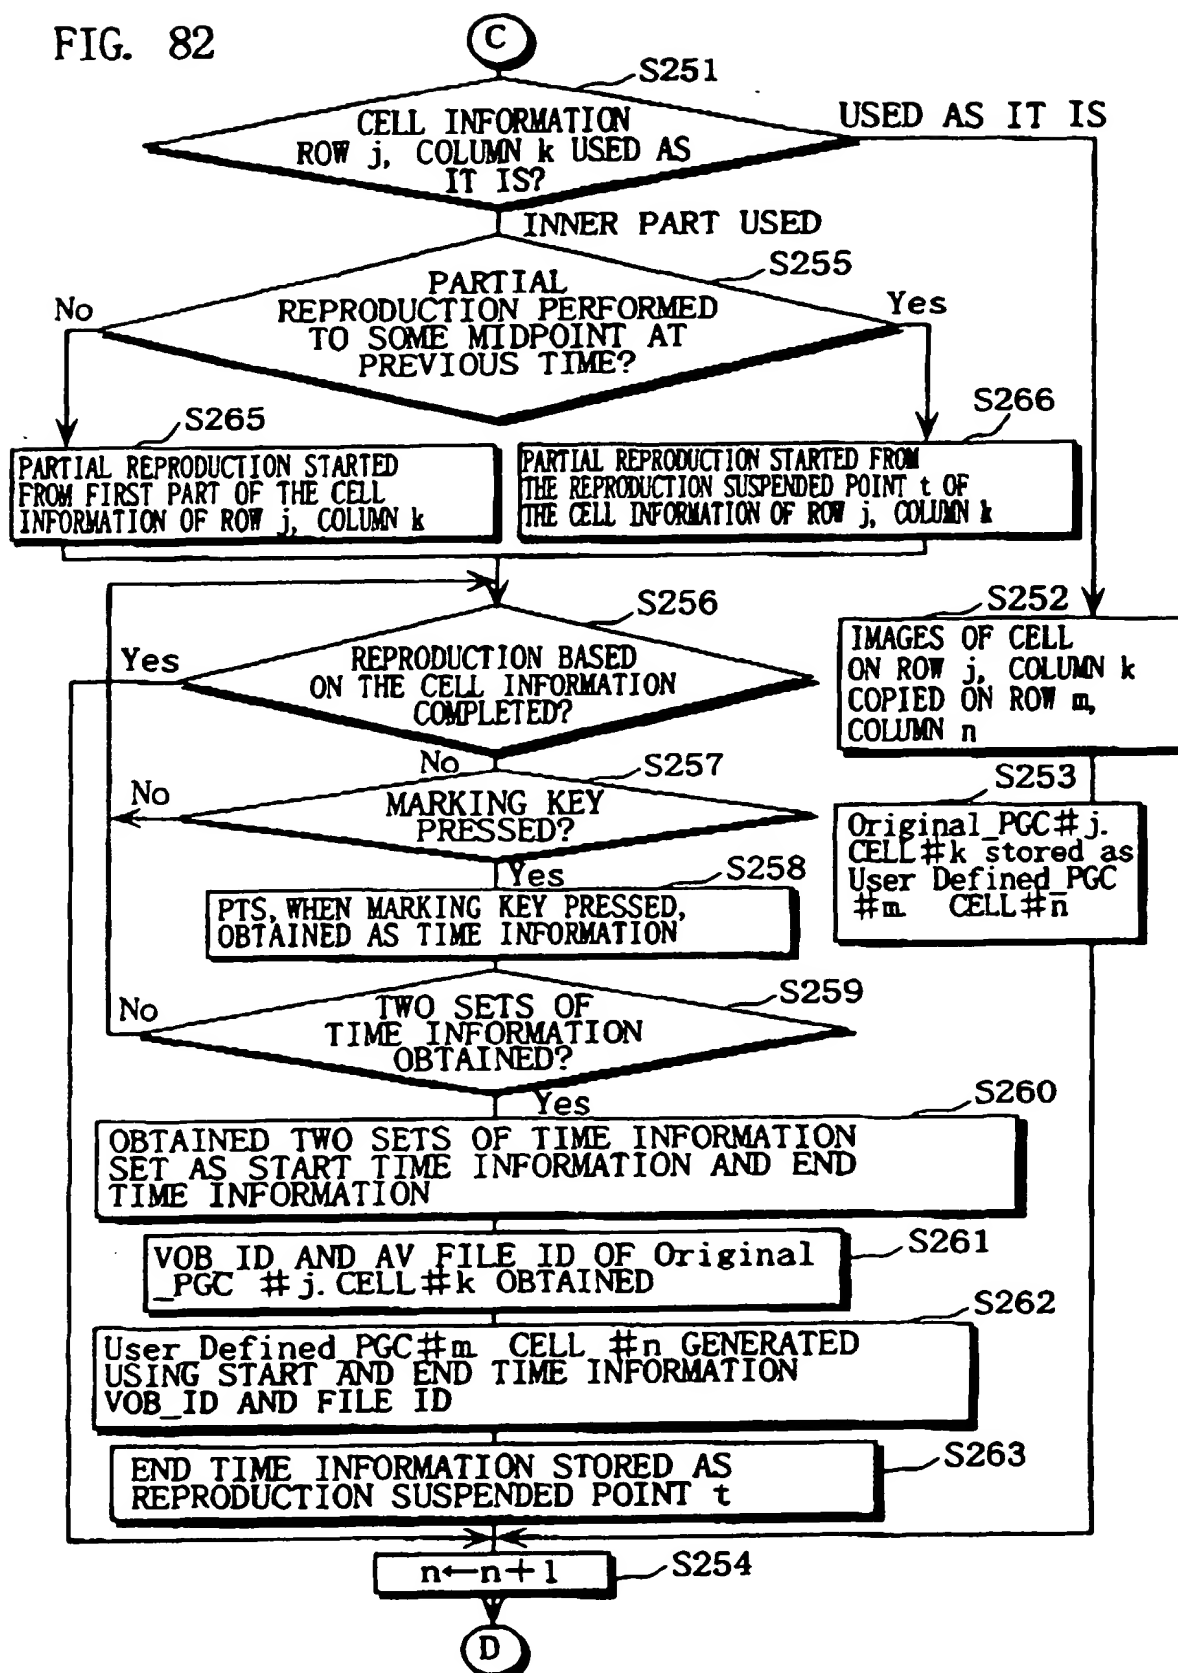 FIG. 82
C
S251
CELL INFORMATION
ROW j, COLUMN k USED AS
IT IS?
USED AS IT IS
INNER PART USED
S255
PARTIAL
REPRODUCTION PERFORMED
TO SOME MIDPOINT AT
PREVIOUS TIME?
No
Yes
S265
PARTIAL REPRODUCTION STARTED
FROM FIRST PART OF THE CELL
INFORMATION OF ROW j, COLUMN k
S266
PARTIAL REPRODUCTION STARTED FROM
THE REPRODUCTION SUSPENDED POINT t OF
THE CELL INFORMATION OF ROW j, COLUMN k
S256
REPRODUCTION BASED
ON THE CELL INFORMATION
COMPLETED?
Yes
No
S252
IMAGES OF CELL
ON ROW j, COLUMN k
COPIED ON ROW m,
COLUMN n
S257
MARKING KEY
PRESSED?
No
Yes
S253
Original_PGC#j.
CELL#k stored as
User Defined_PGC
#m CELL#n
S258
PTS, WHEN MARKING KEY PRESSED,
OBTAINED AS TIME INFORMATION
S259
TWO SETS OF
TIME INFORMATION
OBTAINED?
No
Yes
S260
OBTAINED TWO SETS OF TIME INFORMATION
SET AS START TIME INFORMATION AND END
TIME INFORMATION
S261
VOB_ID AND AV FILE ID OF Original
_PGC #j. CELL#k OBTAINED
S262
User Defined_PGC#m CELL #n GENERATED
USING START AND END TIME INFORMATION
VOB_ID AND FILE ID
S263
END TIME INFORMATION STORED AS
REPRODUCTION SUSPENDED POINT t
n←n+1
S254
D